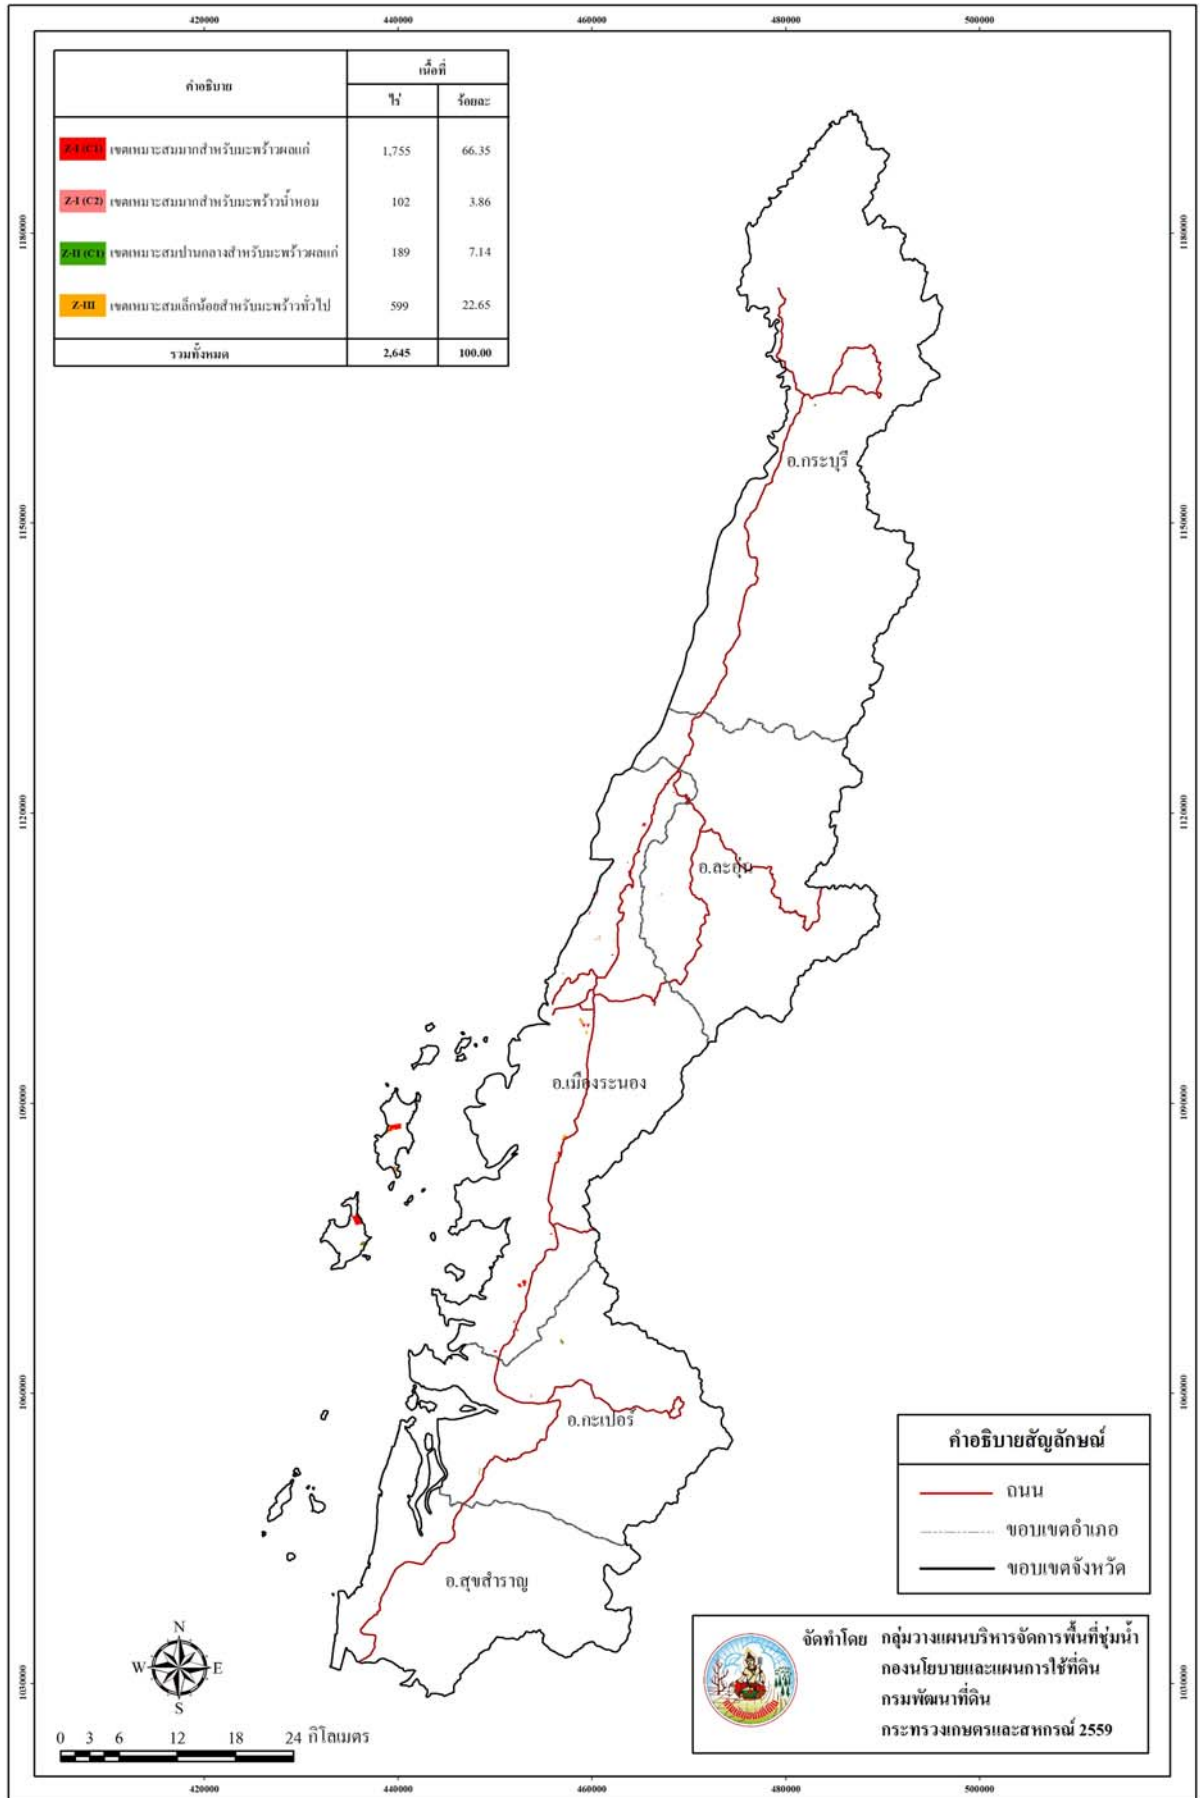 420000 440000 460000 480000 500000
คำอธิบาย เนื้อที่
ไร่ ร้อยละ
Z-I (C1) เขตเหมาะสมมากสำหรับมะพร้าวผลแก่ 1,755 66.35
Z-I (C2) เขตเหมาะสมมากสำหรับมะพร้าวน้ำหอม 102 3.86
Z-II (C1) เขตเหมาะสมปานกลางสำหรับมะพร้าวผลแก่ 189 7.14
Z-III เขตเหมาะสมเล็กน้อยสำหรับมะพร้าวทั่วไป 599 22.65
รวมทั้งหมด 2,645 100.00
1180000 1180000
อ.กระบุรี
1150000 1150000
1120000 1120000
อ.ละอุ่น
อ.เมืองระนอง
1090000 1090000
1060000 1060000
อ.กะเปอร์
อ.สุขสำราญ
คำอธิบายสัญลักษณ์
ถนน
ขอบเขตอำเภอ
ขอบเขตจังหวัด
N
W E
S
1030000 1030000
0 3 6 12 18 24 กิโลเมตร
จัดทำโดย กลุ่มวางแผนบริหารจัดการพื้นที่ชุ่มน้ำ
กองนโยบายและแผนการใช้ที่ดิน
กรมพัฒนาที่ดิน
กระทรวงเกษตรและสหกรณ์ 2559
420000 440000 460000 480000 500000